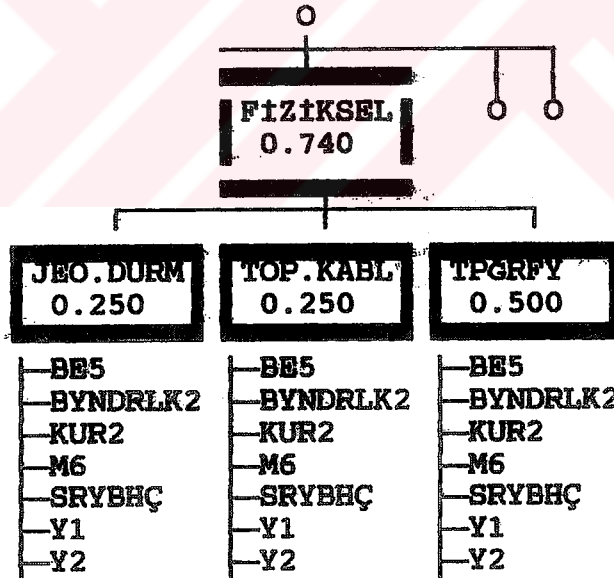 FİZİKSEL
0.740
JEO.DURM TOP.KABL TPGRFY
0.250 0.250 0.500
BE5 BE5 BE5
BYNDRLK2 BYNDRLK2 BYNDRLK2
KUR2 KUR2 KUR2
M6 M6 M6
SRYBHÇ SRYBHÇ SRYBHÇ
Y1 Y1 Y1
Y2 Y2 Y2